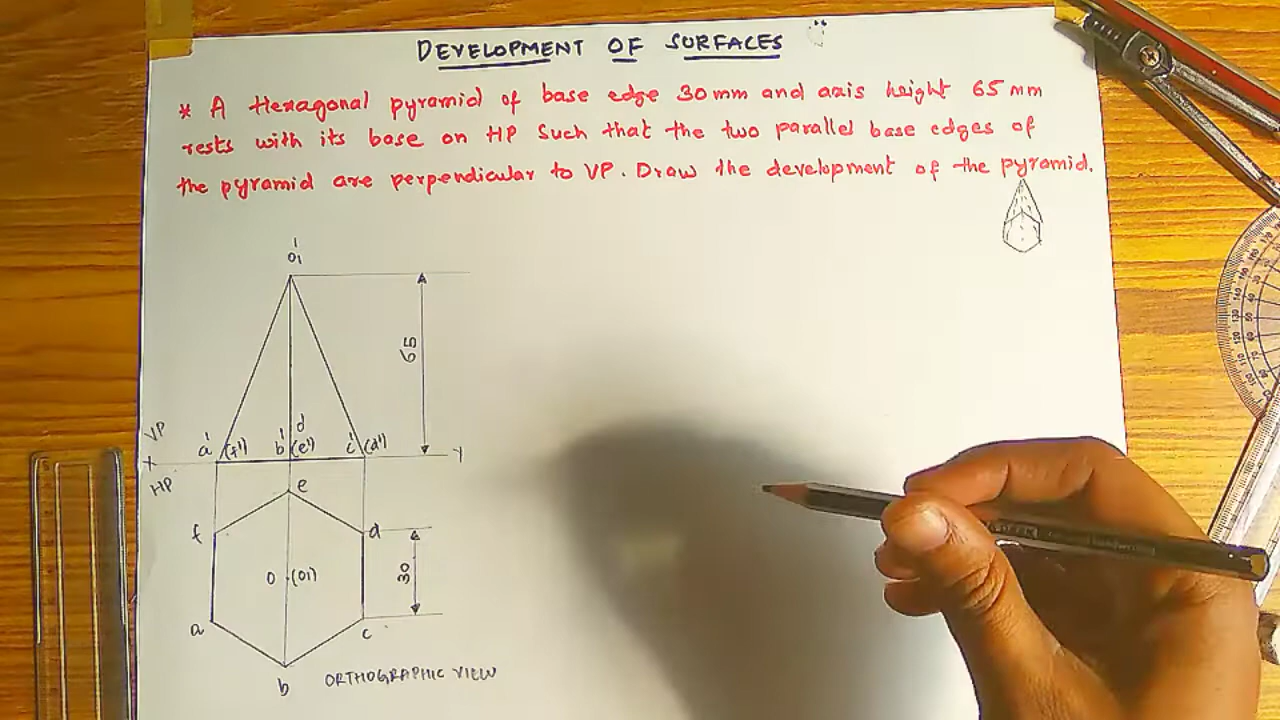 DEVELOPMENT OF SURFACES
* A Hexagonal pyramid of base edge 30mm and axis height 65mm
rests with its base on HP Such that the two parallel base edges of
the pyramid are perpendicular to VP. Draw the development of the pyramid.
o1'
65
VP
a' (f') b' (e') d c' (d')
X Y
HP
e
f d
o (o1)
30
a c
b
ORTHOGRAPHIC VIEW